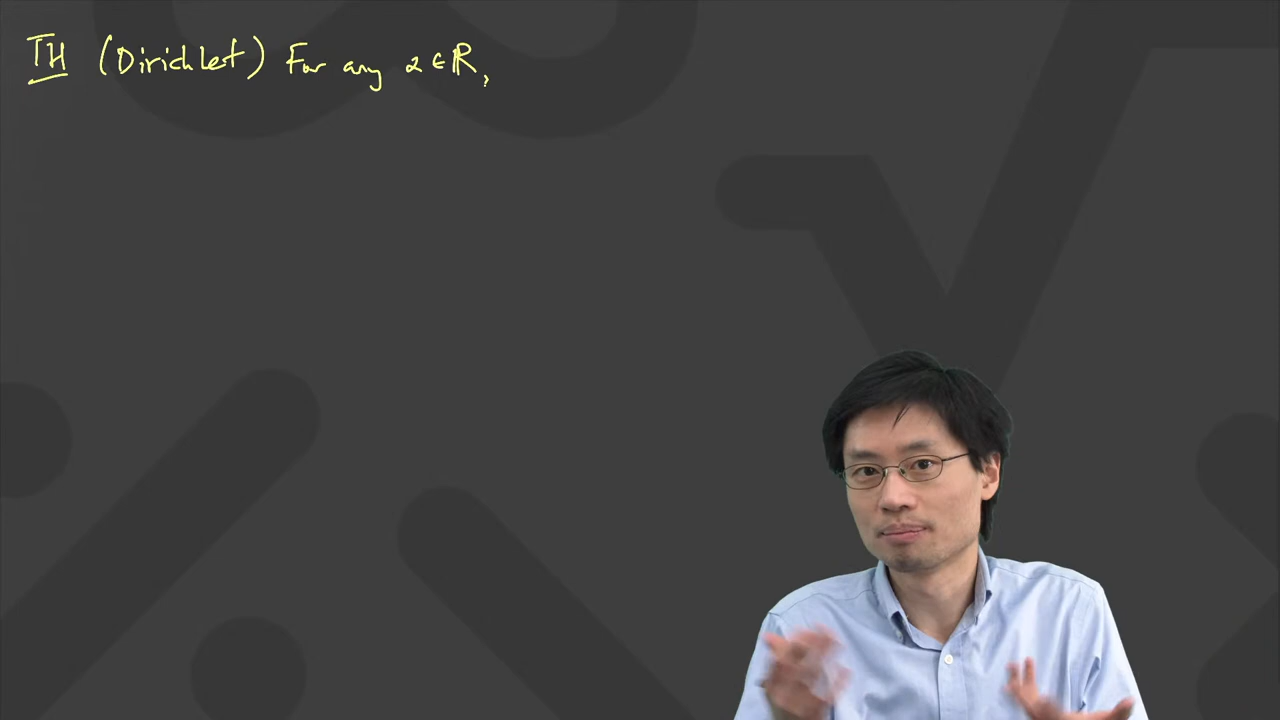 TH (Dirichlet) For any α ∈ ℝ,